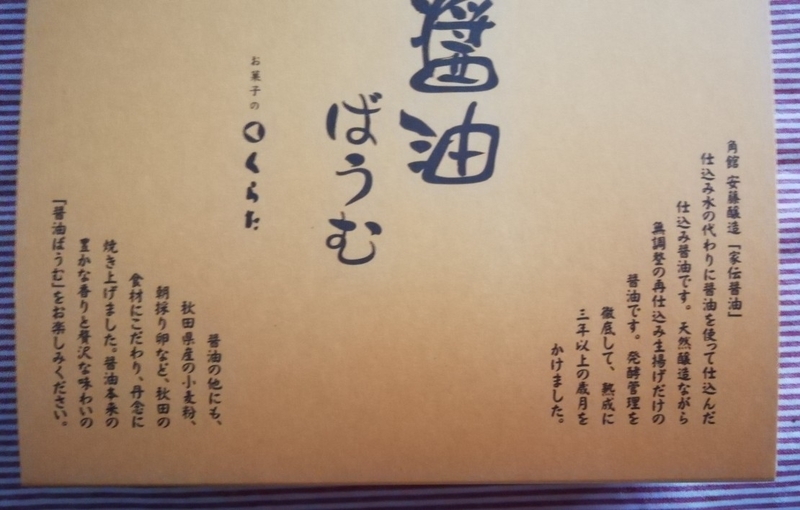 角館 安藤醸造「家伝醤油」
仕込み水の代わりに醤油を使って仕込んだ
仕込み醤油です。天然醸造ながら
無調整の再仕込み生揚げだけの
醤油です。発酵管理を
徹底して、熟成に
三年以上の歳月を
かけました。
醤油
ばうむ
お菓子の
くらた
醤油の他にも、
秋田県産の小麦粉、
朝採り卵など、秋田の
食材にこだわり、丹念に
焼き上げました。醤油本来の
豊かな香りと贅沢な味わいの
「醤油ばうむ」をお楽しみください。